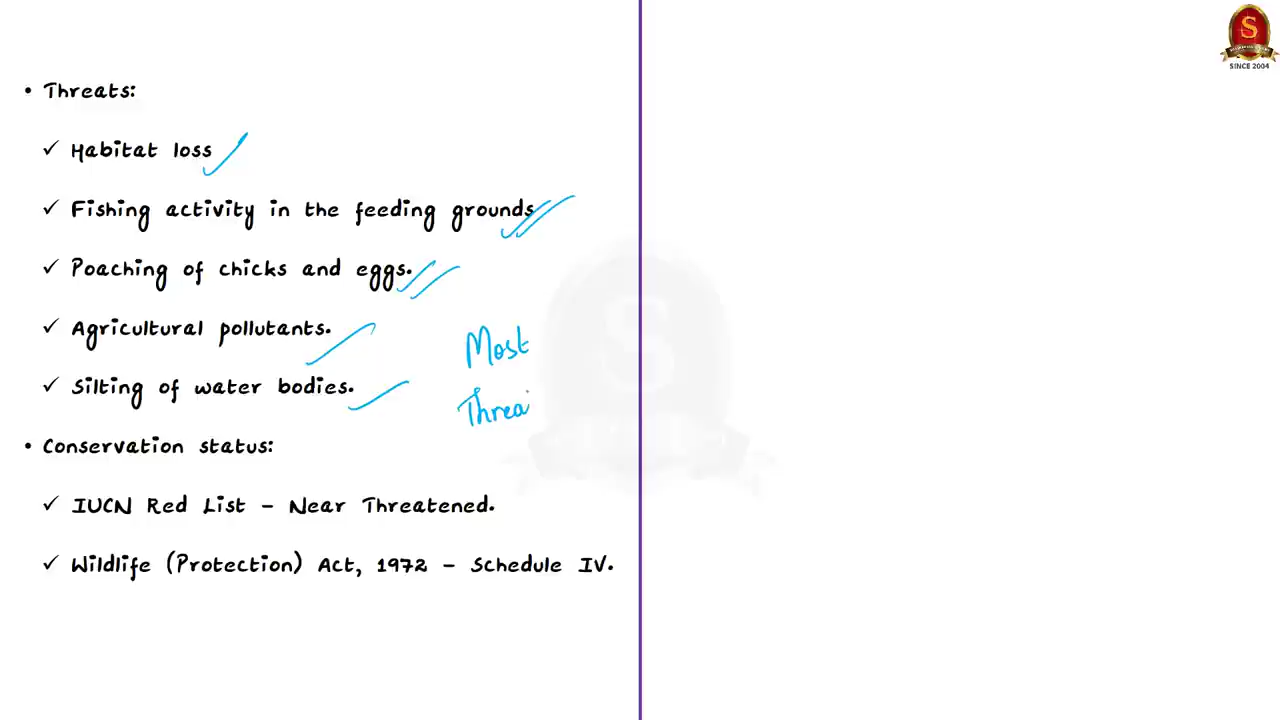 • Threats:
✓ Habitat loss
✓ Fishing activity in the feeding grounds
✓ Poaching of chicks and eggs.
✓ Agricultural pollutants.
Most
✓ Silting of water bodies.
Threa
• Conservation status:
✓ IUCN Red List – Near Threatened.
✓ Wildlife (Protection) Act, 1972 – Schedule IV.
S
SINCE 2004